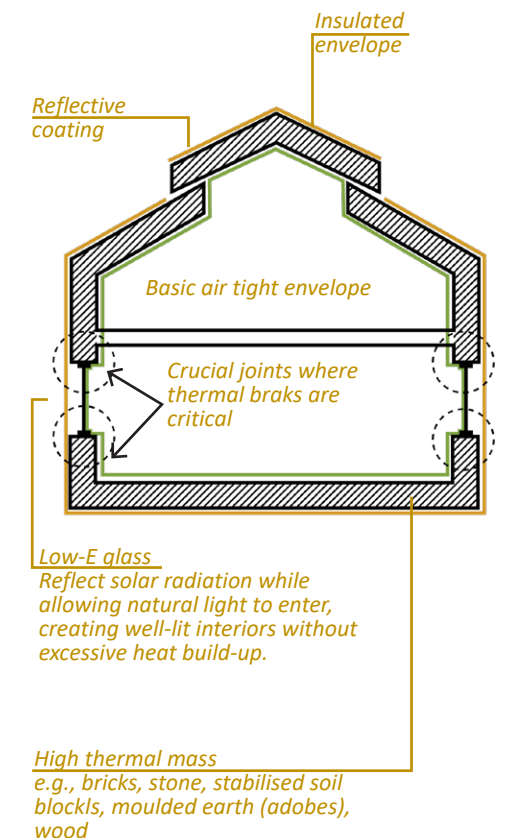 Insulated
envelope
Reflective
coating
Basic air tight envelope
Crucial joints where
thermal braks are
critical
Low-E glass
Reflect solar radiation while
allowing natural light to enter,
creating well-lit interiors without
excessive heat build-up.
High thermal mass
e.g., bricks, stone, stabilised soil
blockls, moulded earth (adobes),
wood